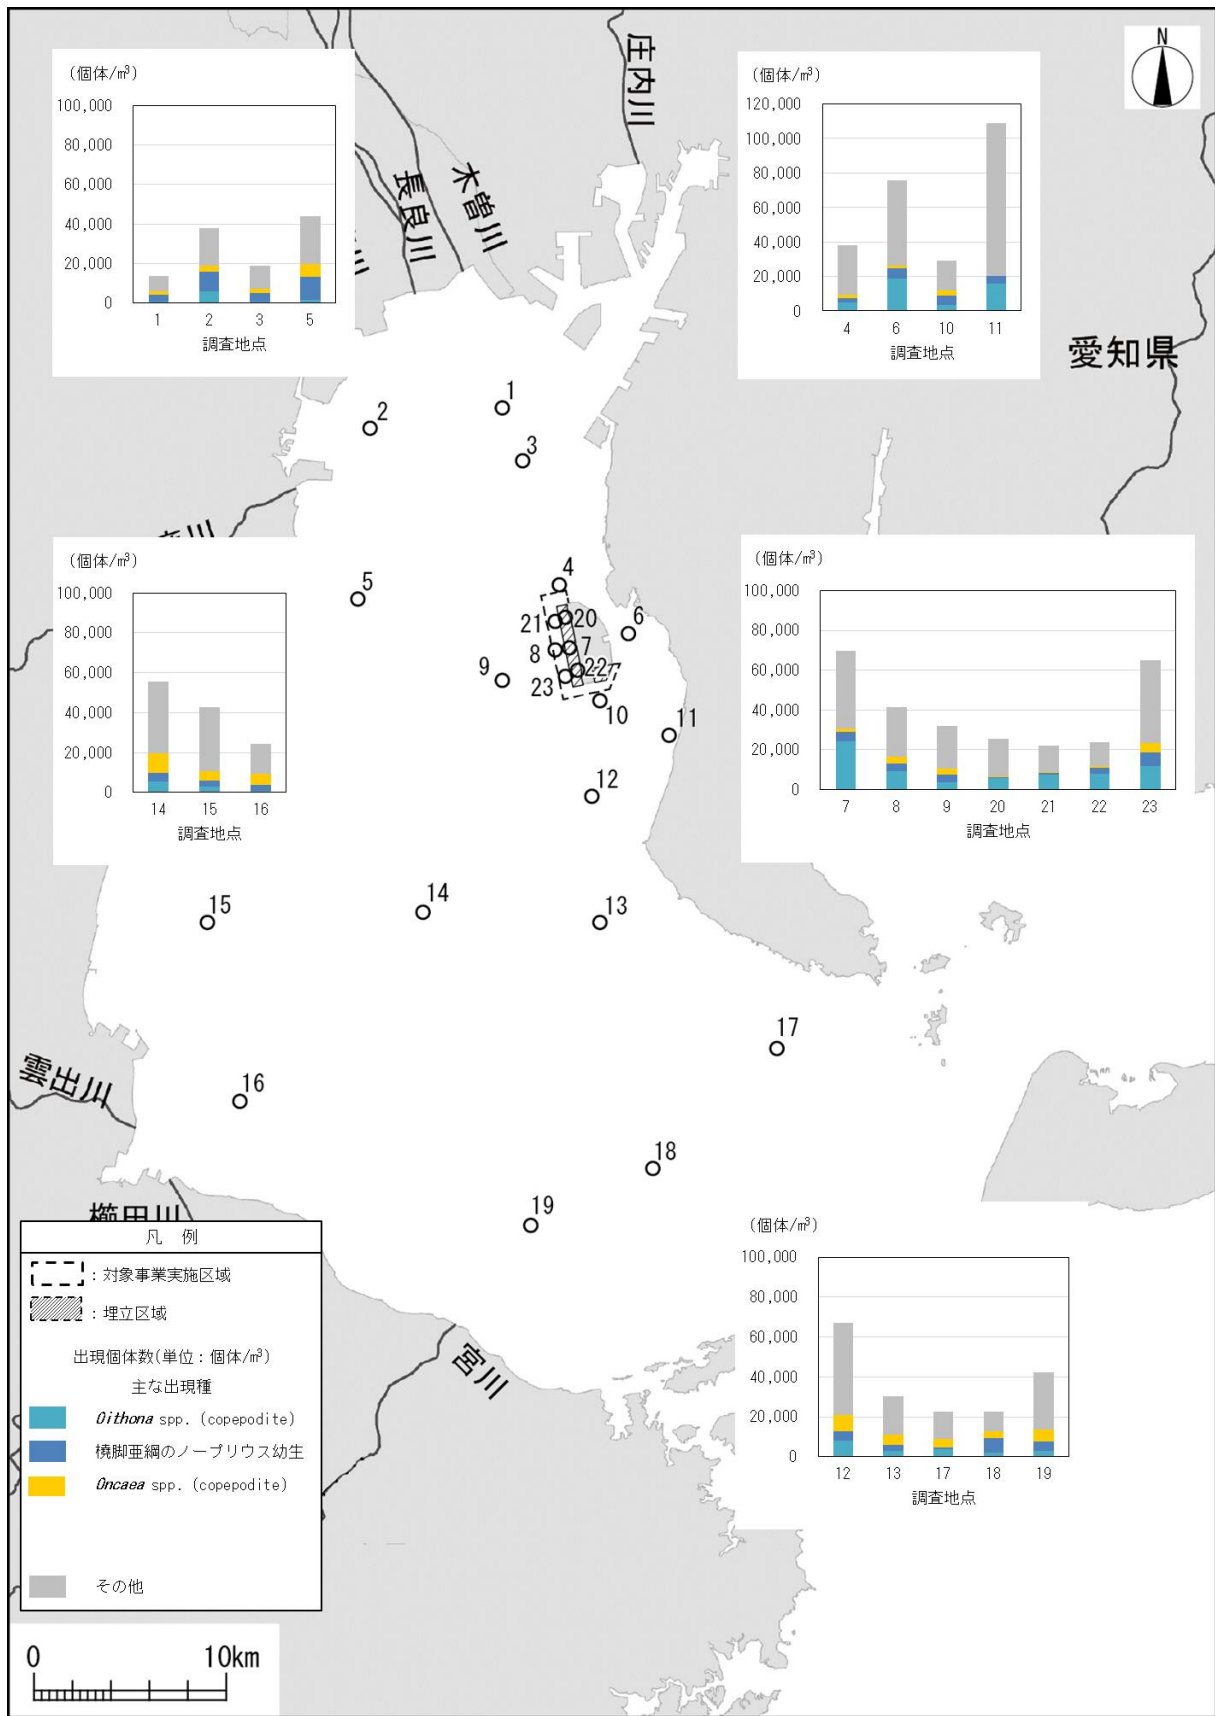 (個体/㎥)
100,000
80,000
60,000
40,000
20,000
0
1 2 3 5
調査地点
庄内川
木曽川
長良川
川
N
(個体/㎥)
120,000
100,000
80,000
60,000
40,000
20,000
0
4 6 10 11
調査地点
愛知県
1
2
3
4
5
6
20
21
7
8
9
22
23
10
11
12
川
(個体/㎥)
100,000
80,000
60,000
40,000
20,000
0
14 15 16
調査地点
(個体/㎥)
100,000
80,000
60,000
40,000
20,000
0
7 8 9 20 21 22 23
調査地点
14
15
13
17
16
18
19
雲出川
櫛田川
宮川
凡 例
:対象事業実施区域
:埋立区域
出現個体数(単位:個体/㎥)
主な出現種
Oithona spp. (copepodite)
橈脚亜綱のノープリウス幼生
Oncaea spp. (copepodite)
その他
(個体/㎥)
100,000
80,000
60,000
40,000
20,000
0
12 13 17 18 19
調査地点
0 10km